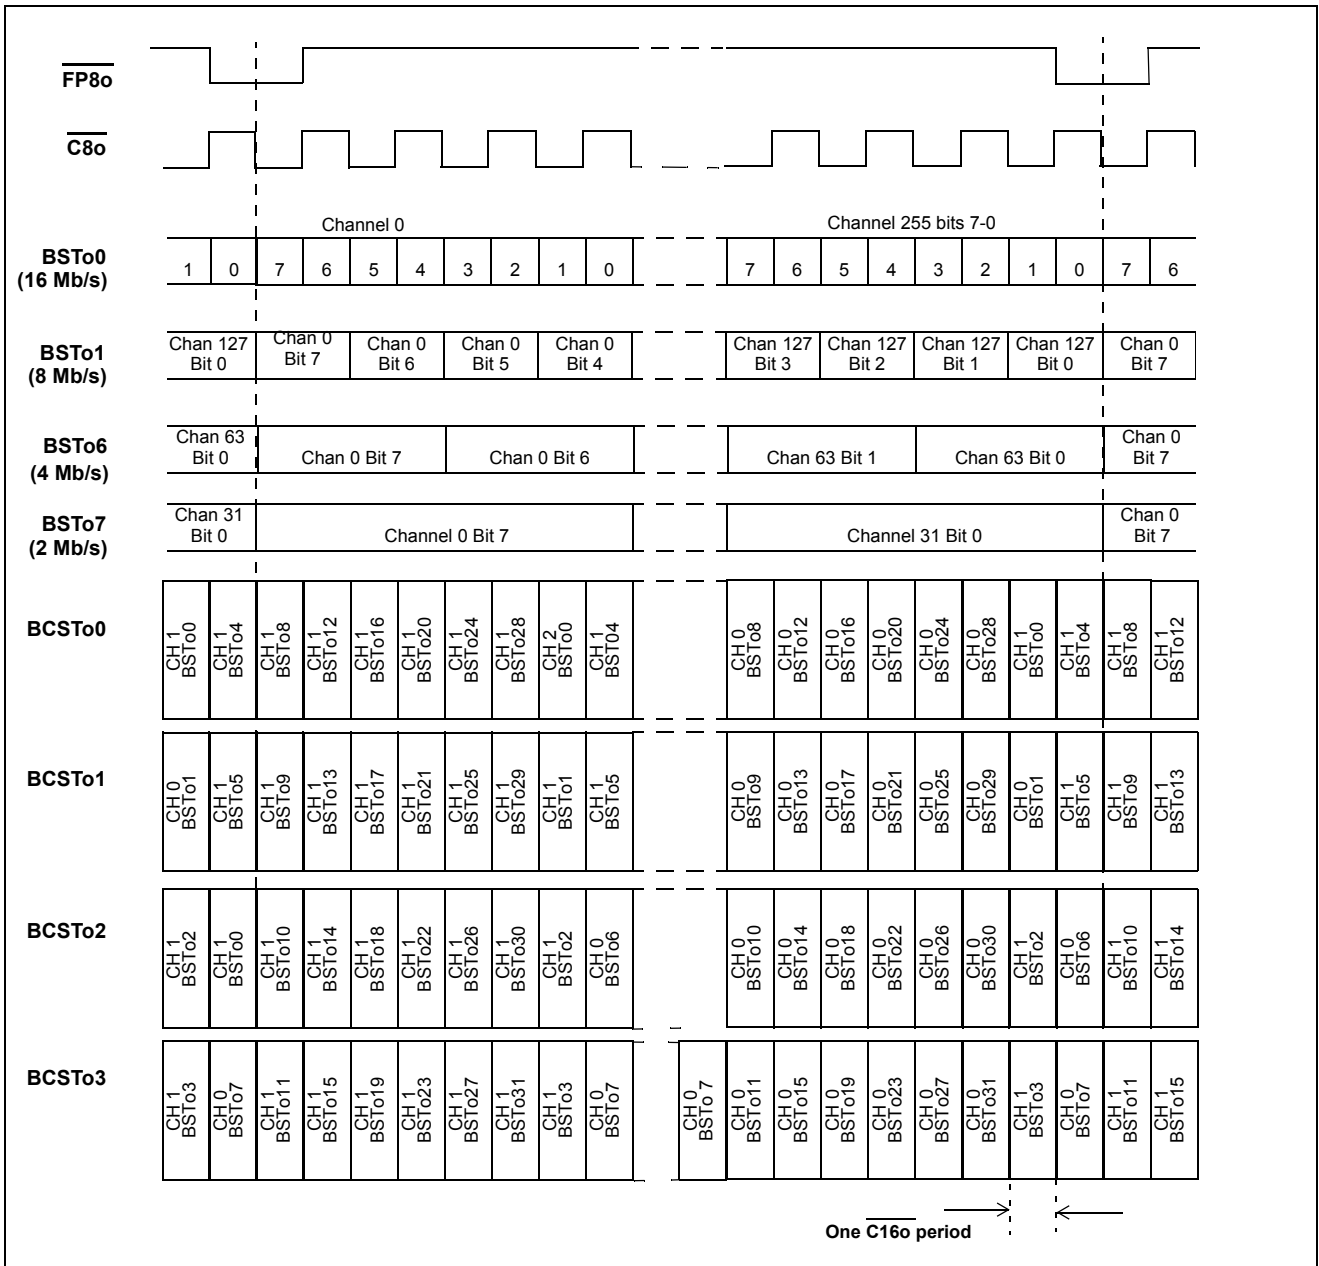 FP8o
C8o
Channel 0
Channel 255 bits 7-0
BSTo0
(16 Mb/s)
1 0 7 6 5 4 3 2 1 0 7 6 5 4 3 2 1 0 7 6
BSTo1
(8 Mb/s)
Chan 127 Bit 0
Chan 0 Bit 7
Chan 0 Bit 6
Chan 0 Bit 5
Chan 0 Bit 4
Chan 127 Bit 3
Chan 127 Bit 2
Chan 127 Bit 1
Chan 127 Bit 0
Chan 0 Bit 7
BSTo6
(4 Mb/s)
Chan 63 Bit 0
Chan 0 Bit 7
Chan 0 Bit 6
Chan 63 Bit 1
Chan 63 Bit 0
Chan 0 Bit 7
BSTo7
(2 Mb/s)
Chan 31 Bit 0
Channel 0 Bit 7
Channel 31 Bit 0
Chan 0 Bit 7
BCSTo0
CH 1 BSTo0
CH 1 BSTo4
CH 1 BSTo8
CH 1 BSTo12
CH 1 BSTo16
CH 1 BSTo20
CH 1 BSTo24
CH 1 BSTo28
CH 2 BSTo0
CH 1 BST04
CH 0 BSTo8
CH 0 BSTo12
CH 0 BSTo16
CH 0 BSTo20
CH 0 BSTo24
CH 0 BSTo28
CH 1 BSTo0
CH 1 BSTo4
CH 1 BSTo8
CH 1 BSTo12
BCSTo1
CH 0 BSTo1
CH 1 BSTo5
CH 1 BSTo9
CH 1 BSTo13
CH 1 BSTo17
CH 1 BSTo21
CH 1 BSTo25
CH 1 BSTo29
CH 1 BSTo1
CH 1 BSTo5
CH 0 BSTo9
CH 0 BSTo13
CH 0 BSTo17
CH 0 BSTo21
CH 0 BSTo25
CH 0 BSTo29
CH 0 BSTo1
CH 1 BSTo5
CH 1 BSTo9
CH 1 BSTo13
BCSTo2
CH 1 BSTo2
CH 1 BSTo0
CH 1 BSTo10
CH 1 BSTo14
CH 1 BSTo18
CH 1 BSTo22
CH 1 BSTo26
CH 1 BSTo30
CH 1 BSTo2
CH 0 BSTo6
CH 0 BSTo10
CH 0 BSTo14
CH 0 BSTo18
CH 0 BSTo22
CH 0 BSTo26
CH 0 BSTo30
CH 1 BSTo2
CH 0 BSTo6
CH 1 BSTo10
CH 1 BSTo14
BCSTo3
CH 1 BSTo3
CH 0 BSTo7
CH 1 BSTo11
CH 1 BSTo15
CH 1 BSTo19
CH 1 BSTo23
CH 1 BSTo27
CH 1 BSTo31
CH 1 BSTo3
CH 0 BSTo7
CH 0 BSTo 7
CH 0 BSTo11
CH 0 BSTo15
CH 0 BSTo19
CH 0 BSTo23
CH 0 BSTo27
CH 0 BSTo31
CH 1 BSTo3
CH 0 BSTo7
CH 1 BSTo11
CH 1 BSTo15
One C16o period